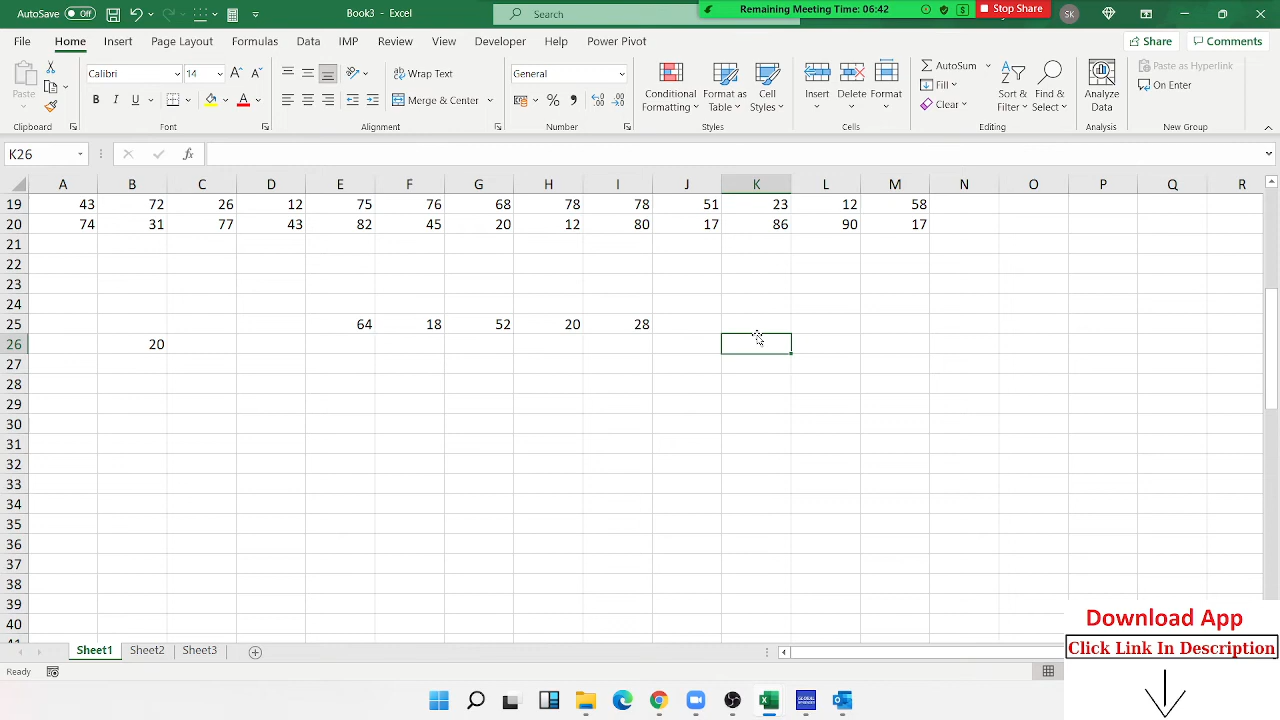 AutoSave Off
Book3 - Excel
Search
Remaining Meeting Time: 06:42
Stop Share
SK
File Home Insert Page Layout Formulas Data IMP Review View Developer Help Power Pivot
Share Comments
Paste
Calibri 14
Wrap Text
General
Conditional Formatting
Format as Table
Cell Styles
Insert Delete Format
AutoSum
Sort & Filter
Find & Select
Analyze Data
Paste as Hyperlink
B I U
Merge & Center
Fill
On Enter
Clear
Clipboard Font Alignment Number Styles Cells Editing Analysis New Group
K26 fx
A B C D E F G H I J K L M N O P Q R
19 43 72 26 12 75 76 68 78 78 51 23 12 58
20 74 31 77 43 82 45 20 12 80 17 86 90 17
21
22
23
24
25 64 18 52 20 28
26 20
27
28
29
30
31
32
33
34
35
36
37
38
39
40
Download App
Click Link In Description
Sheet1 Sheet2 Sheet3
Ready